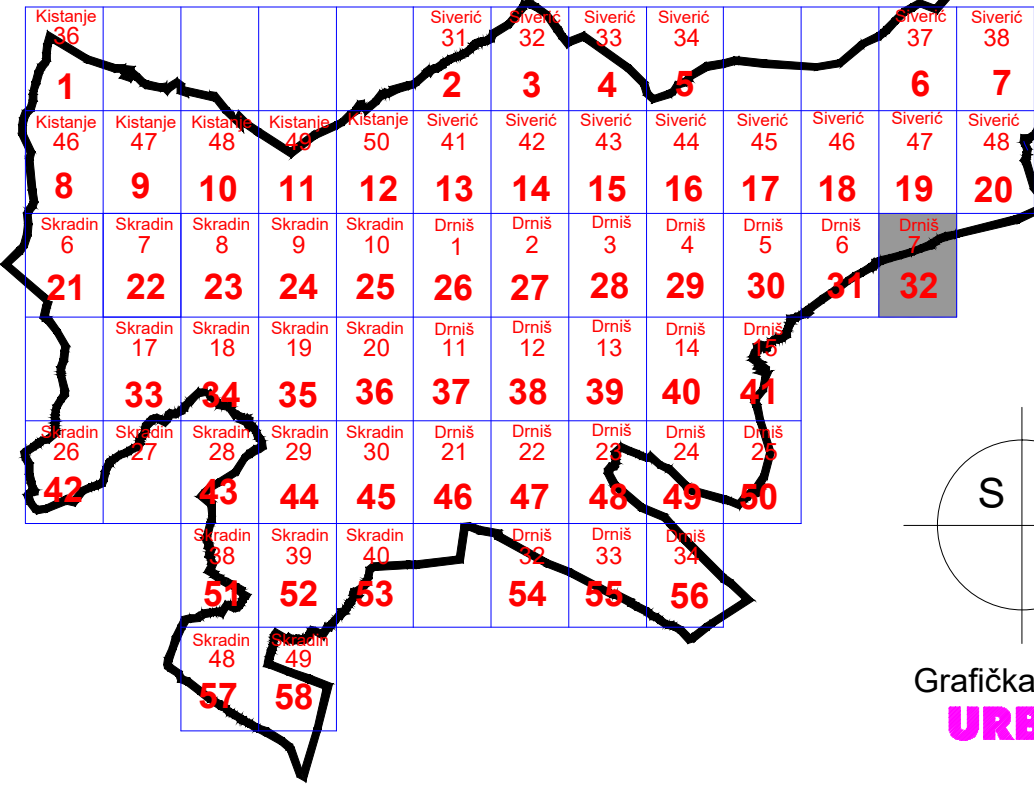 Kistanje Siverić Siverić Siverić Siverić Siverić Siverić
36 31 32 33 34 37 38
1 2 3 4 5 6 7
Kistanje Kistanje Kistanje Kistanje Kistanje Siverić Siverić Siverić Siverić Siverić Siverić Siverić Siverić
46 47 48 49 50 41 42 43 44 45 46 47 48
8 9 10 11 12 13 14 15 16 17 18 19 20
Skradin Skradin Skradin Skradin Skradin Drniš Drniš Drniš Drniš Drniš Drniš Drniš
6 7 8 9 10 1 2 3 4 5 6 7
21 22 23 24 25 26 27 28 29 30 31 32
Skradin Skradin Skradin Skradin Drniš Drniš Drniš Drniš Drniš
17 18 19 20 11 12 13 14 15
33 34 35 36 37 38 39 40 41
Skradin Skradin Skradin Skradin Skradin Drniš Drniš Drniš Drniš Drniš
26 27 28 29 30 21 22 23 24 25
42 43 44 45 46 47 48 49 50
S
Skradin Skradin Skradin Drniš Drniš Drniš
38 39 40 32 33 34
51 52 53 54 55 56
Skradin Skradin
48 49
57 58
Grafička
URB